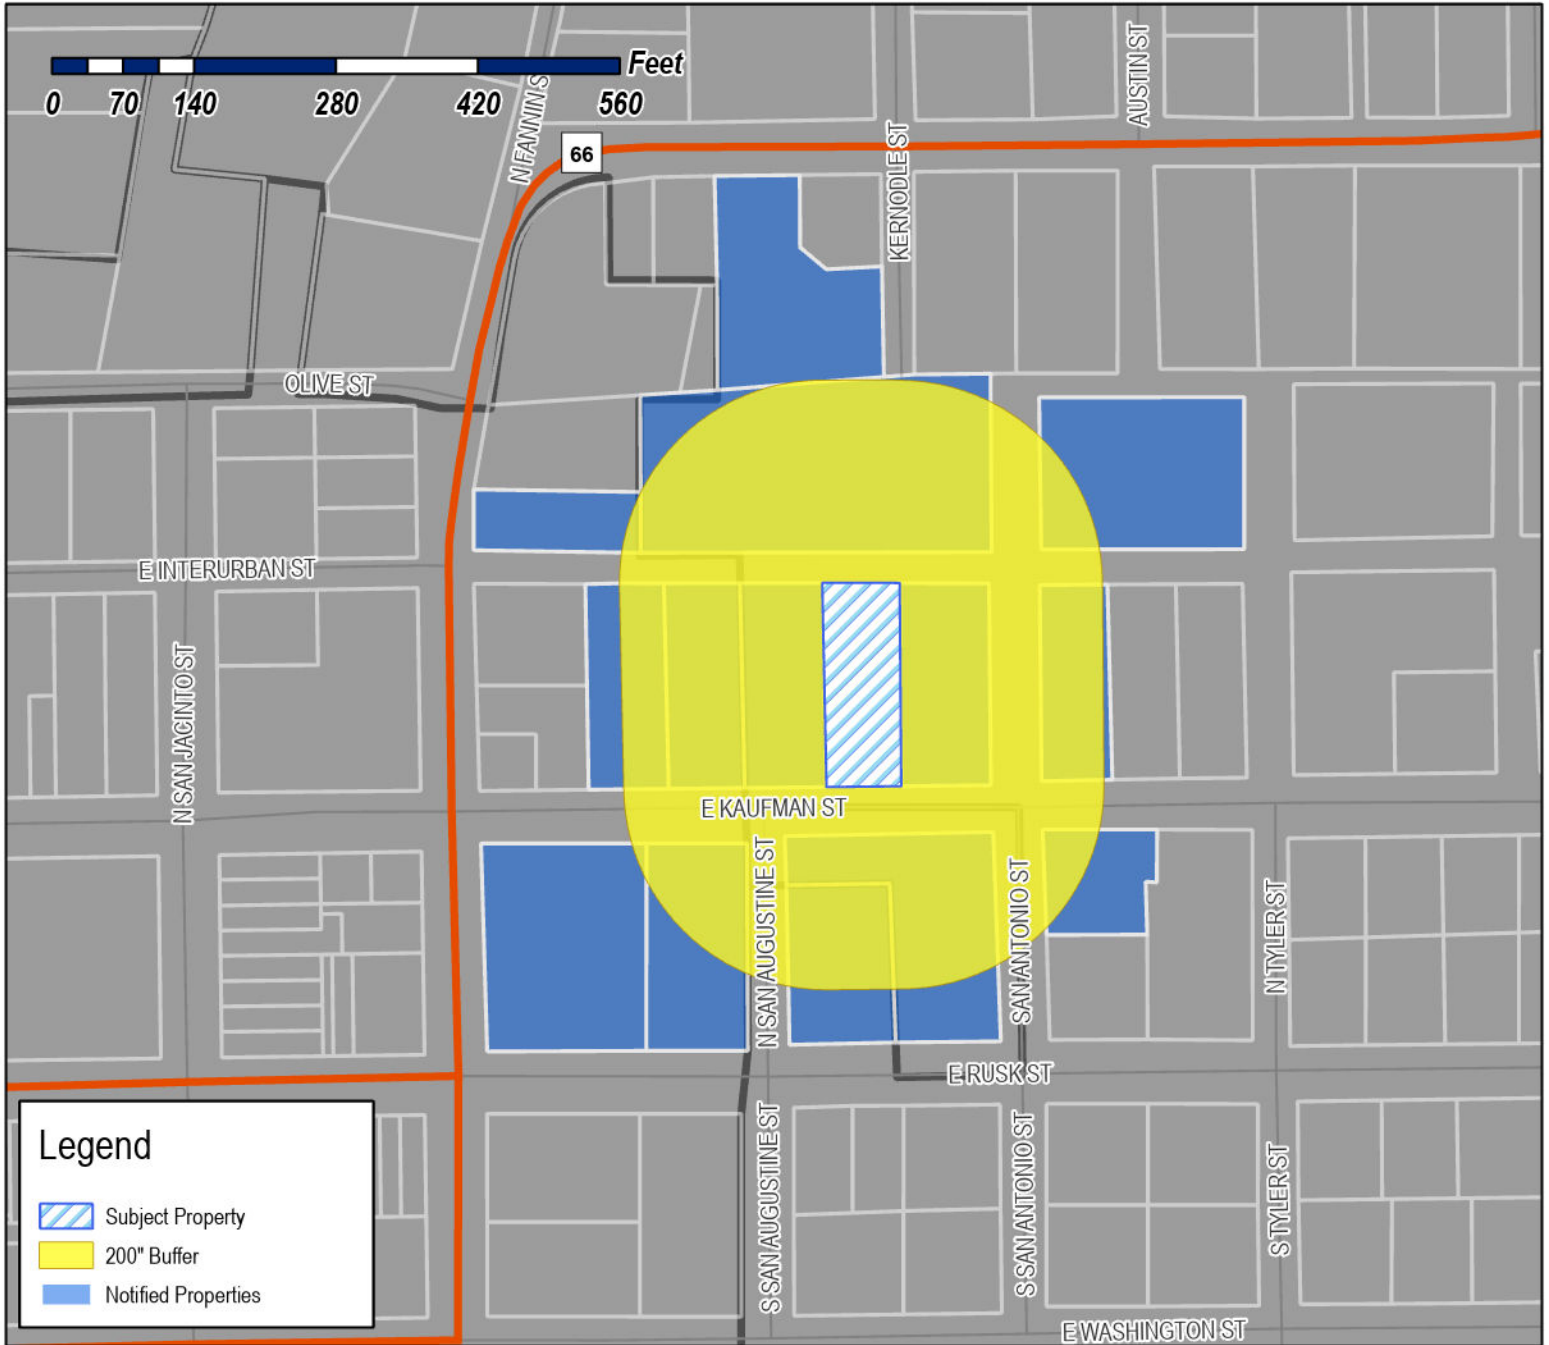 Feet
0 70 140 280 420 560
N FANNIN S
66
KERNODLE ST
AUSTIN ST
OLIVE ST
E INTERURBAN ST
N SAN JACINTO ST
E KAUFMAN ST
N SAN AUGUSTINE ST
SAN ANTONIO ST
N TYLER ST
E RUSK ST
S SAN AUGUSTINE ST
S SAN ANTONIO ST
S TYLER ST
E WASHINGTON ST
Legend
Subject Property
200" Buffer
Notified Properties